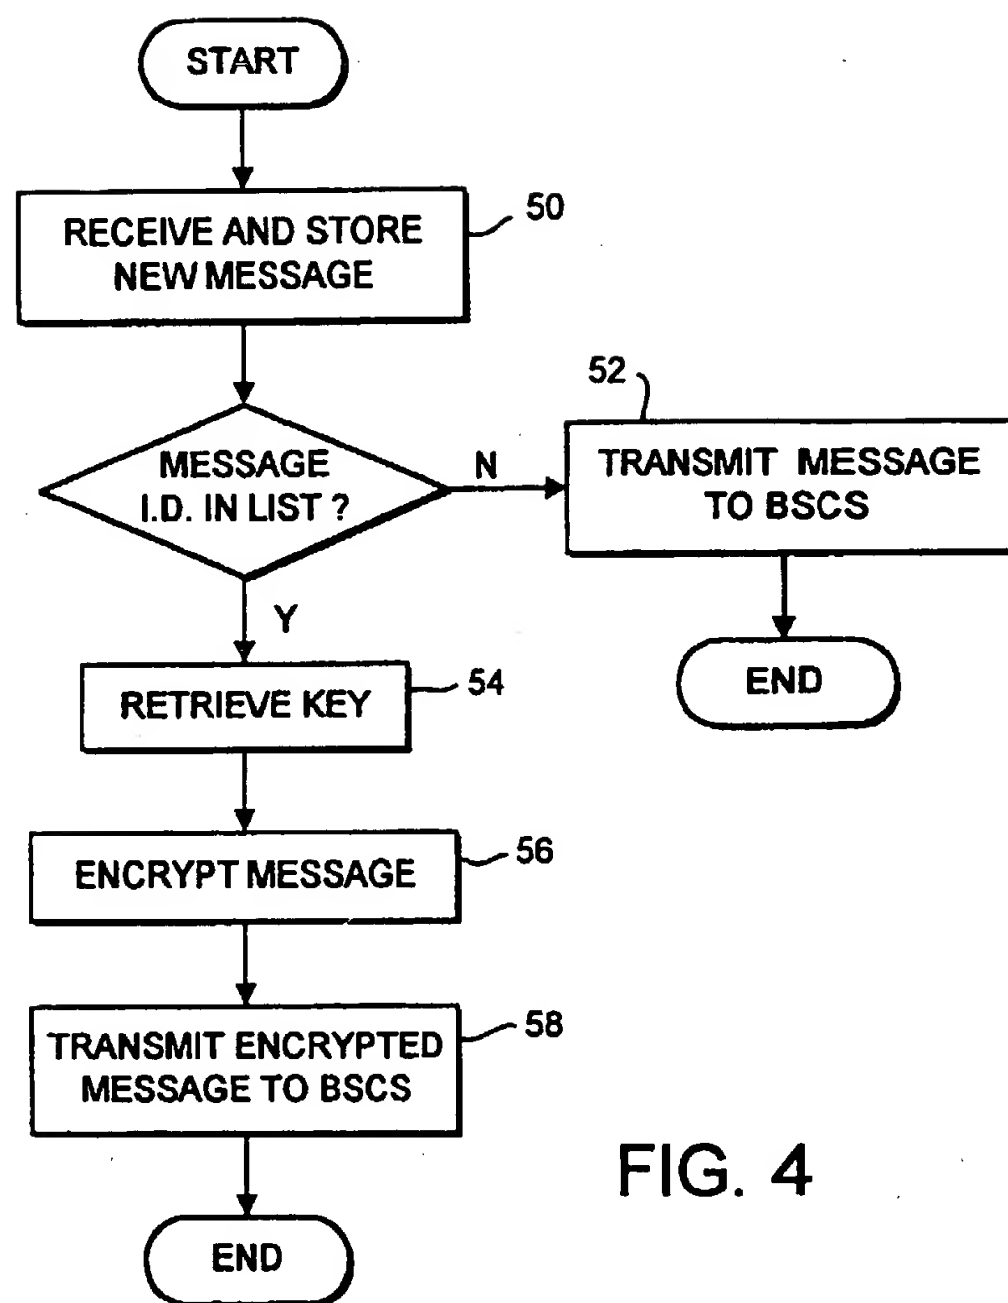 START
RECEIVE AND STORE
NEW MESSAGE
50
MESSAGE
I.D. IN LIST ?
N
52
TRANSMIT MESSAGE
TO BSCS
END
Y
RETRIEVE KEY
54
ENCRYPT MESSAGE
56
TRANSMIT ENCRYPTED
MESSAGE TO BSCS
58
END
FIG. 4